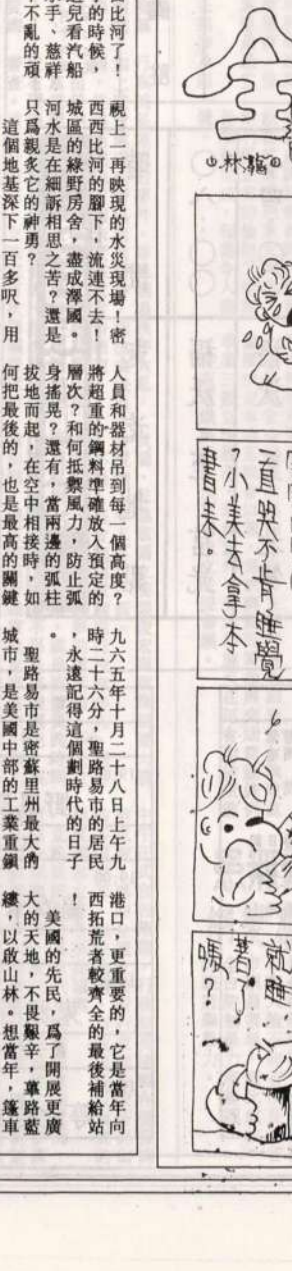 全
直哭不肯睡覺
?小美去拿本
書來。
就睡
著了
嗎?
比河了!
的時候,
兒看汽船
手、慈祥
不亂的頑
視上一再映現的水災現場!密
西西比河的腳下,流連不去!
城區的綠野房舍,盡成澤國。
河水是在細訴相思之苦?還是
只爲親炙它的神勇?
這個地基深下一百多呎,用
人員和器材吊到每一個高度?
將超重的鋼料準確放入預定的
層次?和何抵禦風力,防止弧
身搖晃?還有,當兩邊的弧柱
拔地而起,在空中相接時,如
何把最後的,也是最高的關鍵
九六五年十月二十八日上午九
時二十六分,聖路易市的居民
,永遠記得這個劃時代的日子
。
聖路易市是密蘇里州最大的
城市,是美國中部的工業重鎮
港口,更重要的,它是當年向
西拓荒者較齊全的最後補給站
!
美國的先民,爲了開展更廣
大的天地,不畏艱辛,篳路藍
縷,以啟山林。想當年,篷車